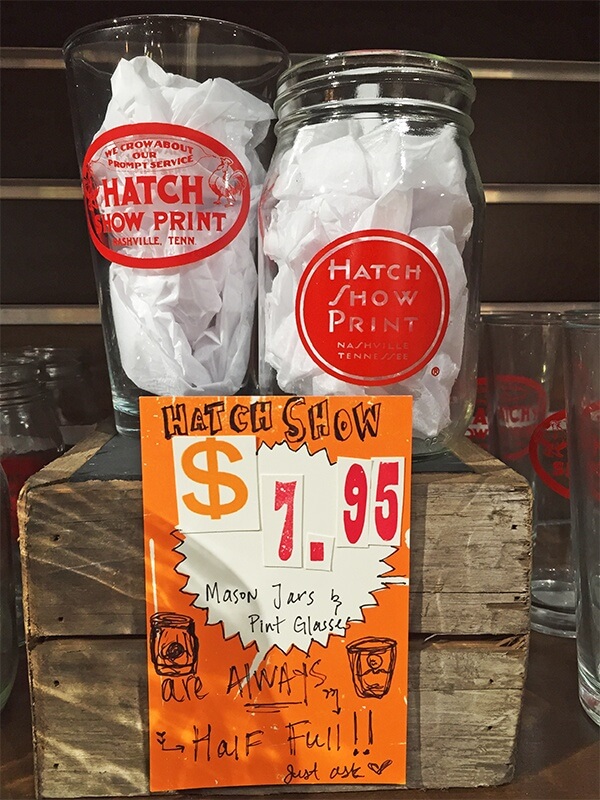 WE CROW ABOUT
OUR
PROMPT SERVICE
HATCH
SHOW PRINT
NASHVILLE, TENN.
HATCH
SHOW
PRINT
NASHVILLE
TENNESSEE
®
HATCH SHOW
$ 7.95
Mason Jars &
Pint Glasses
are ALWAYS
Half Full!!
Just ask